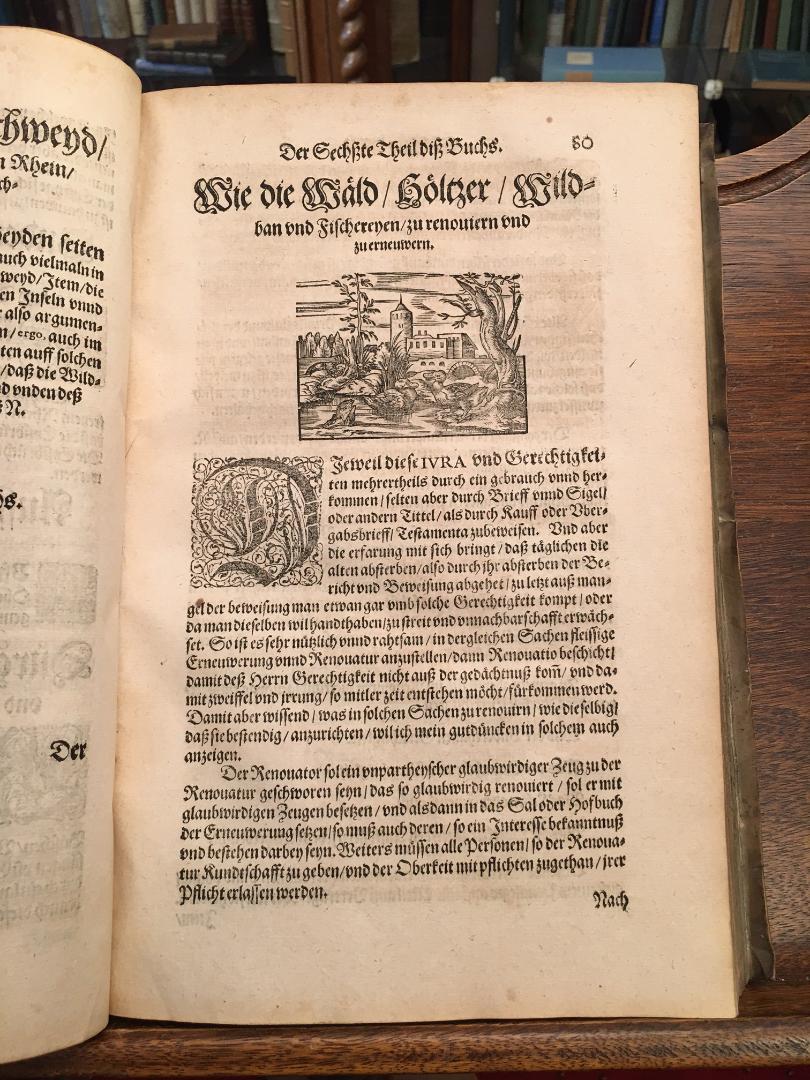 chweyd/
n Rhein/
ch-
beyden seiten
auch vielmaln in
weyd/Jtem/die
en Jnseln vnnd
r also argumen-
n/ergo, auch im
ten auff solchen
/daß die Wild-
d vnden deß
N.
hs.
Der
Der Sechßte Theil diß Buchs. 80
Wie die Wäld/Höltzer/Wild-
ban vnd Fischereyen/zu renouiern vnd
zu erneuwern.
DJeweil diese IVRA vnd Gerechtigkei-
ten mehrertheils durch ein gebrauch vnnd her-
kommen/selten aber durch Brieff vnnd Sigel/
oder andern Tittel/als durch Kauff oder Vber-
gabsbrieff/Testamenta zubeweisen. Vnd aber
die erfarung mit sich bringt/daß täglichen die
alten absterben/also durch jhr absterben der Be-
richt vnd Beweisung abgehet/zu letzt auß man-
gel der beweisung man etwan gar vmb solche Gerechtigkeit kompt/oder
da man dieselben wil handthaben/zu streit vnd vnnachbarschafft erwäch-
set. So ist es sehr nützlich vnnd rahtsam/in dergleichen Sachen fleissige
Erneuwerung vnnd Renouatur anzustellen/dann Renouatio beschicht/
damit deß Herrn Gerechtigkeit nicht auß der gedächtnuß kom̃/vnd da-
mit zweiffel vnd jrrung/so mitler zeit entstehen möcht/fürkommen werd.
Damit aber wissend/was in solchen Sachen zu renouirn/wie dieselbig/
daß sie bestendig/anzurichten/wil ich mein gutdüncken in solchem auch
anzeigen.
Der Renouator sol ein vnpartheyscher glaubwirdiger Zeug zu der
Renouatur geschworen seyn/das so glaubwirdig renouiert/sol er mit
glaubwirdigen Zeugen besetzen/vnd alsdann in das Sal oder Hofbuch
der Erneuwerung setzen/so muß auch deren/so ein Jnteresse bekanntnuß
vnd bestehen darbey seyn. Weiters müssen alle Personen/so der Renoua-
tur Kundtschafft zu geben/vnd der Oberkeit mit pflichten zugethan/jrer
Pflicht erlassen werden.
Nach